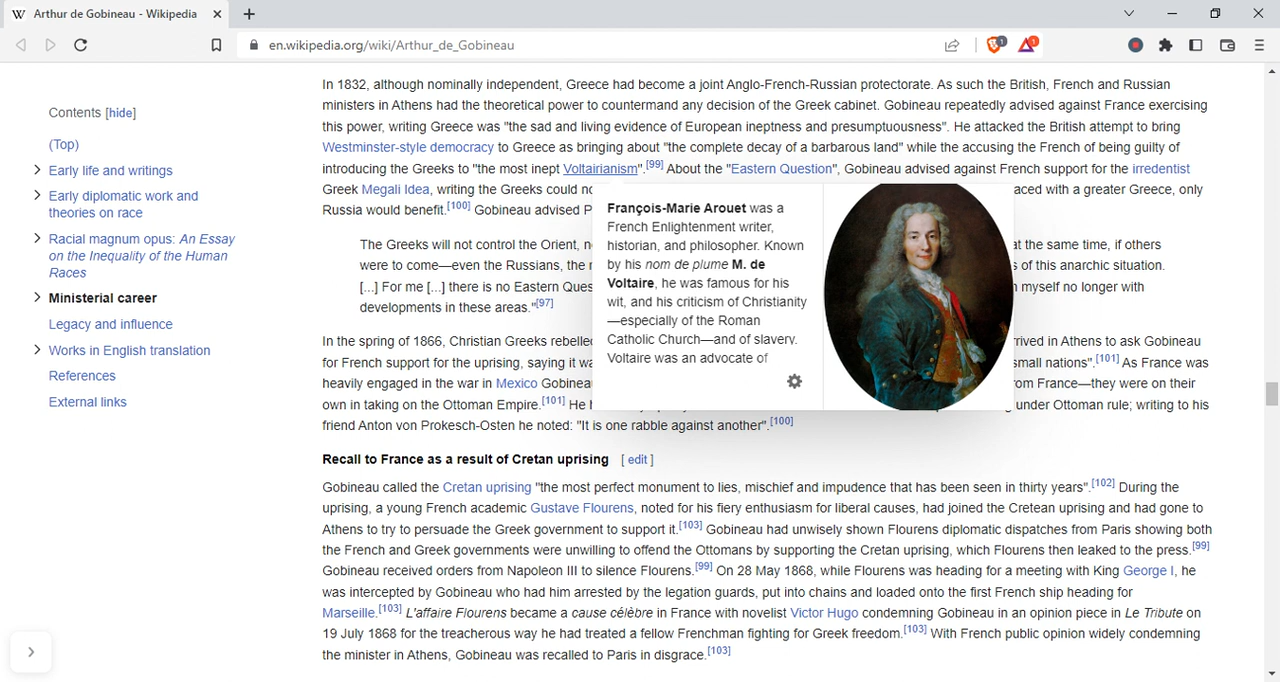 Arthur de Gobineau - Wikipedia
en.wikipedia.org/wiki/Arthur_de_Gobineau
1
1
Contents [hide]
(Top)
Early life and writings
Early diplomatic work and
theories on race
Racial magnum opus: An Essay
on the Inequality of the Human
Races
Ministerial career
Legacy and influence
Works in English translation
References
External links
In 1832, although nominally independent, Greece had become a joint Anglo-French-Russian protectorate. As such the British, French and Russian
ministers in Athens had the theoretical power to countermand any decision of the Greek cabinet. Gobineau repeatedly advised against France exercising
this power, writing Greece was "the sad and living evidence of European ineptness and presumptuousness". He attacked the British attempt to bring
Westminster-style democracy to Greece as bringing about "the complete decay of a barbarous land" while the accusing the French of being guilty of
introducing the Greeks to "the most inept Voltairianism".[99] About the "Eastern Question", Gobineau advised against French support for the irredentist
Greek Megali Idea, writing the Greeks could no aced with a greater Greece, only
Russia would benefit.[100] Gobineau advised P
The Greeks will not control the Orient, n at the same time, if others
were to come—even the Russians, the s of this anarchic situation.
[...] For me [...] there is no Eastern Ques myself no longer with
developments in these areas."[97]
In the spring of 1866, Christian Greeks rebelle rrived in Athens to ask Gobineau
for French support for the uprising, saying it wa small nations".[101] As France was
heavily engaged in the war in Mexico Gobinea om France—they were on their
own in taking on the Ottoman Empire.[101] He under Ottoman rule; writing to his
friend Anton von Prokesch-Osten he noted: "It is one rabble against another".[100]
François-Marie Arouet was a
French Enlightenment writer,
historian, and philosopher. Known
by his nom de plume M. de
Voltaire, he was famous for his
wit, and his criticism of Christianity
—especially of the Roman
Catholic Church—and of slavery.
Voltaire was an advocate of
Recall to France as a result of Cretan uprising [ edit ]
Gobineau called the Cretan uprising "the most perfect monument to lies, mischief and impudence that has been seen in thirty years".[102] During the
uprising, a young French academic Gustave Flourens, noted for his fiery enthusiasm for liberal causes, had joined the Cretean uprising and had gone to
Athens to try to persuade the Greek government to support it.[103] Gobineau had unwisely shown Flourens diplomatic dispatches from Paris showing both
the French and Greek governments were unwilling to offend the Ottomans by supporting the Cretan uprising, which Flourens then leaked to the press.[99]
Gobineau received orders from Napoleon III to silence Flourens.[99] On 28 May 1868, while Flourens was heading for a meeting with King George I, he
was intercepted by Gobineau who had him arrested by the legation guards, put into chains and loaded onto the first French ship heading for
Marseille.[103] L'affaire Flourens became a cause célèbre in France with novelist Victor Hugo condemning Gobineau in an opinion piece in Le Tribute on
19 July 1868 for the treacherous way he had treated a fellow Frenchman fighting for Greek freedom.[103] With French public opinion widely condemning
the minister in Athens, Gobineau was recalled to Paris in disgrace.[103]